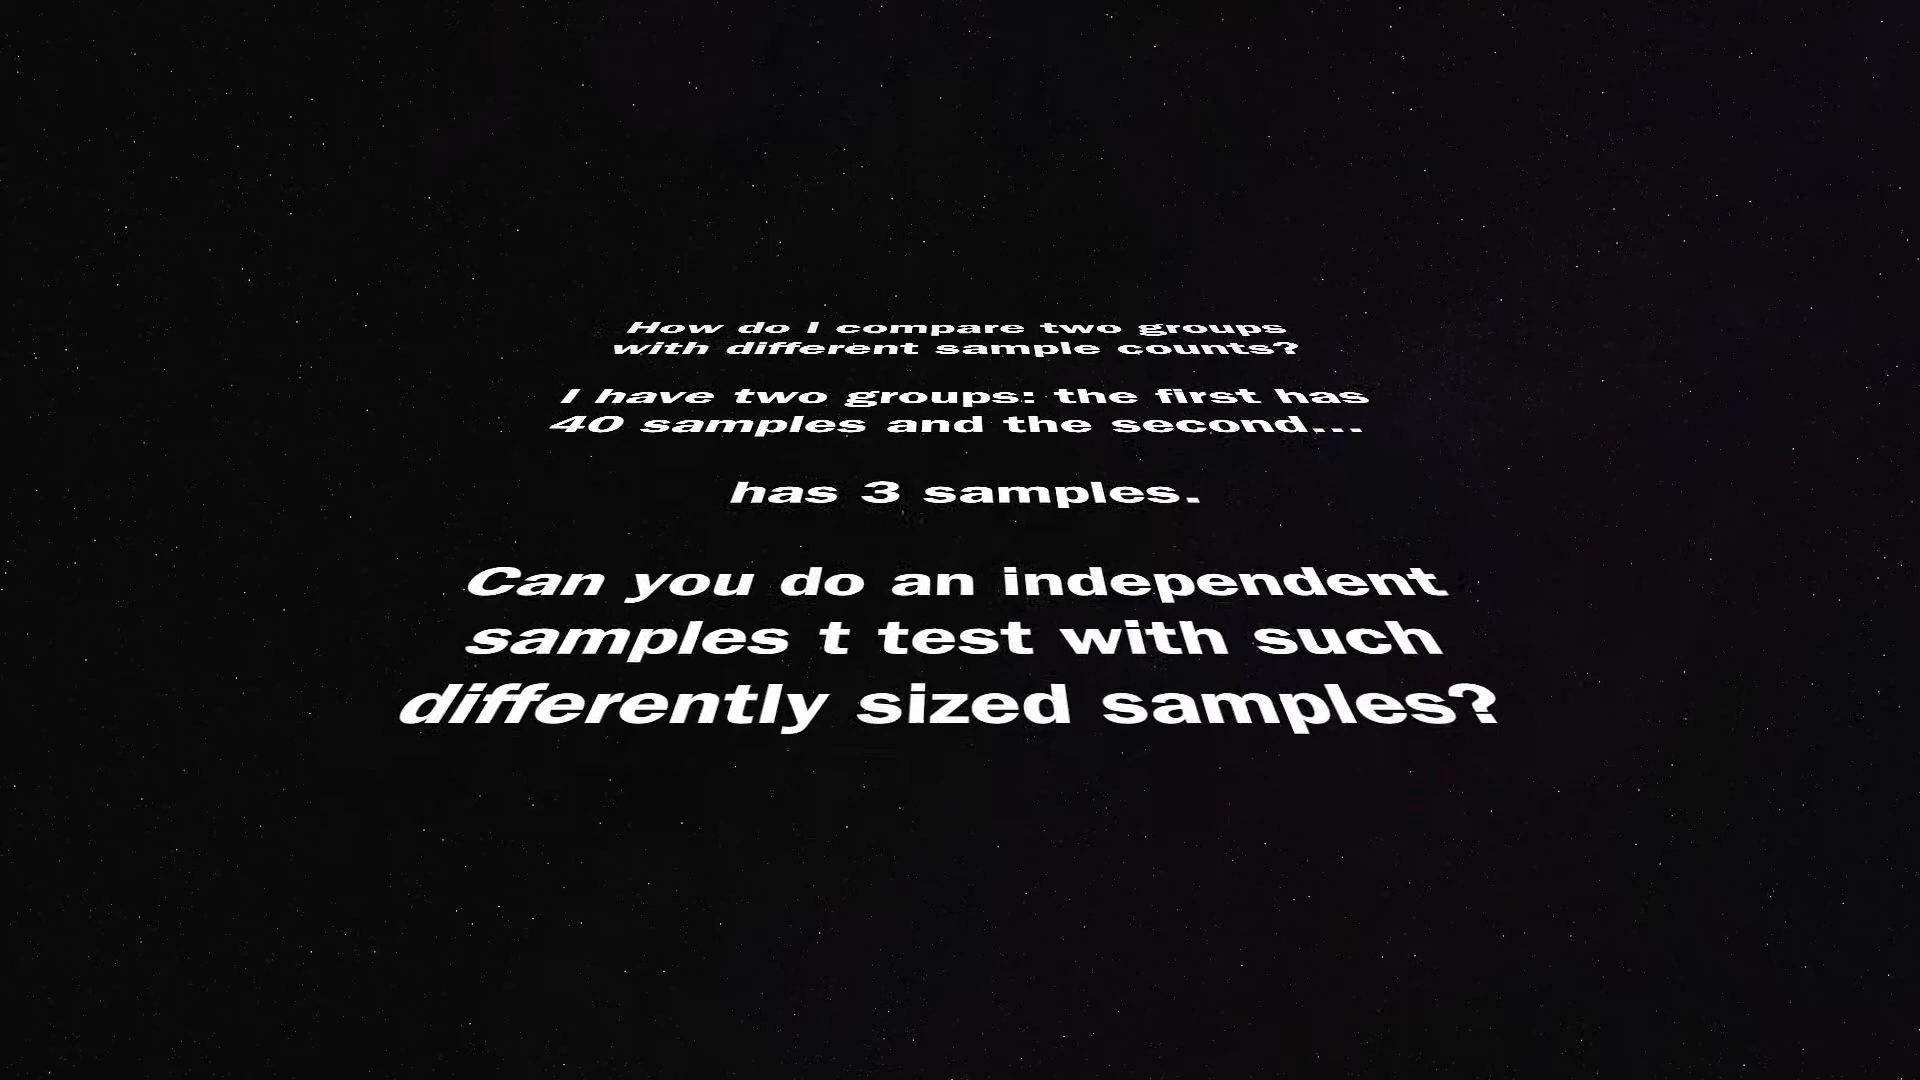 How do I compare two groups
with different sample counts?
I have two groups: the first has
40 samples and the second...
has 3 samples.
Can you do an independent
samples t test with such
differently sized samples?